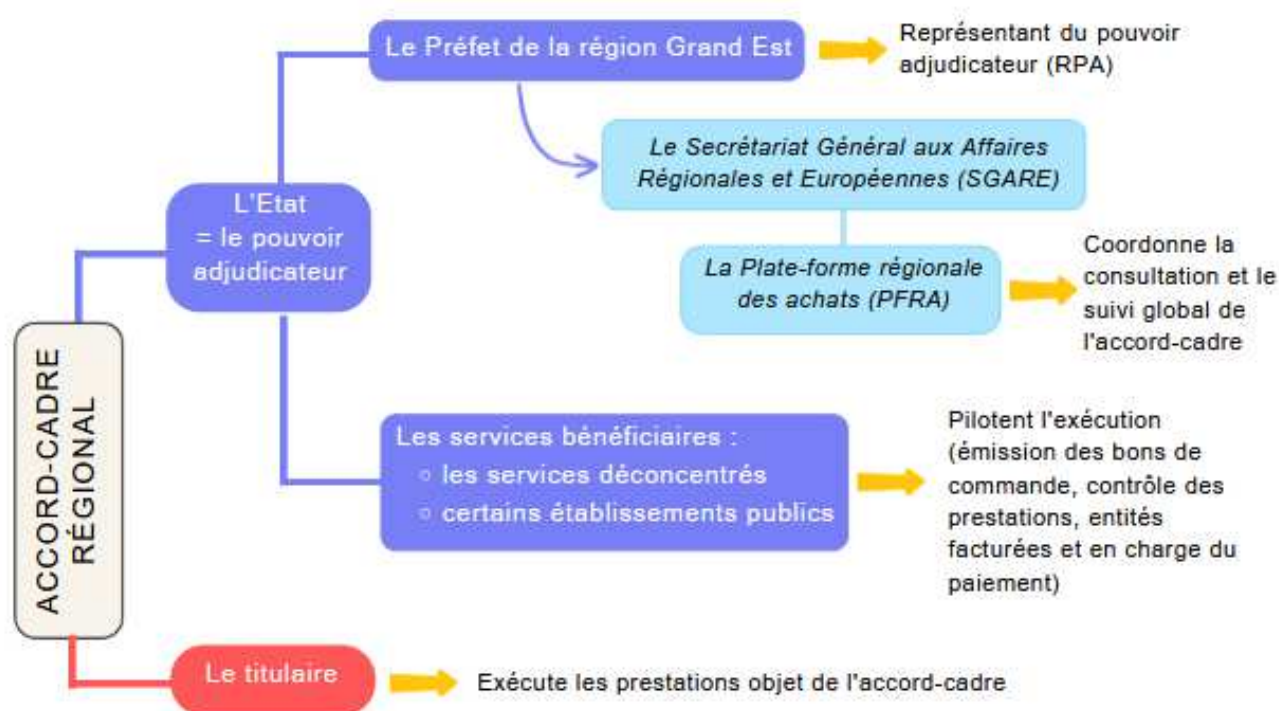 Le Préfet de la région Grand Est
Représentant du pouvoir
adjudicateur (RPA)
Le Secrétariat Général aux Affaires
Régionales et Européennes (SGARE)
L'Etat
= le pouvoir
adjudicateur
La Plate-forme régionale
des achats (PFRA)
Coordonne la
consultation et le
suivi global de
l'accord-cadre
ACCORD-CADRE
RÉGIONAL
Les services bénéficiaires :
○ les services déconcentrés
○ certains établissements publics
Pilotent l'exécution
(émission des bons de
commande, contrôle des
prestations, entités
facturées et en charge du
paiement)
Le titulaire
Exécute les prestations objet de l'accord-cadre